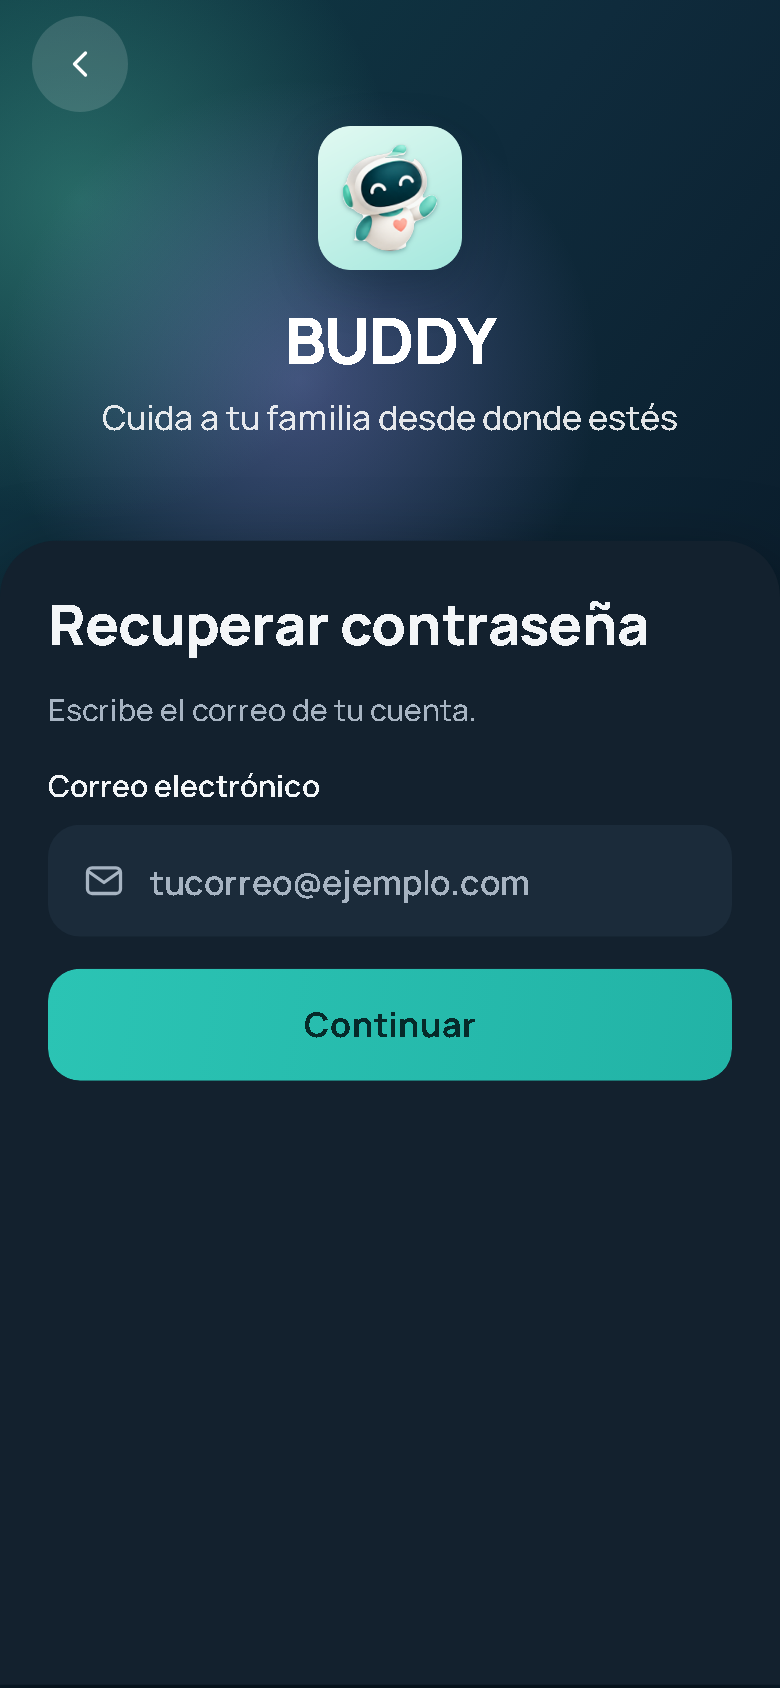 BUDDY
Cuida a tu familia desde donde estés
Recuperar contraseña
Escribe el correo de tu cuenta.
Correo electrónico
tucorreo@ejemplo.com
Continuar